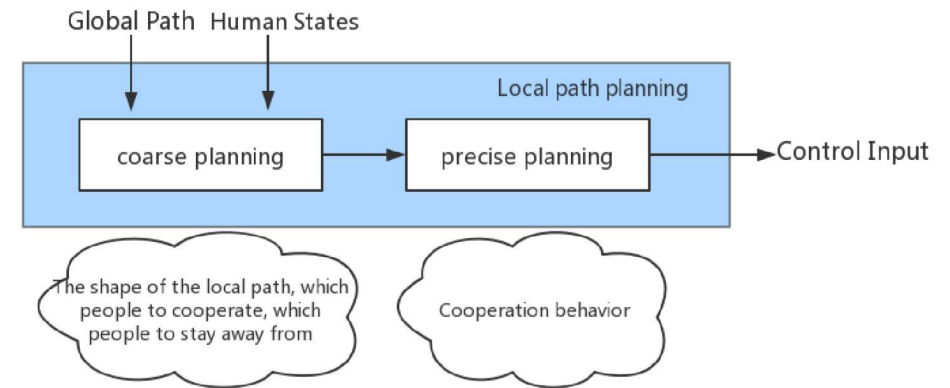 Global Path Human States
Local path planning
coarse planning
precise planning
Control Input
The shape of the local path, which
people to cooperate, which
people to stay away from
Cooperation behavior